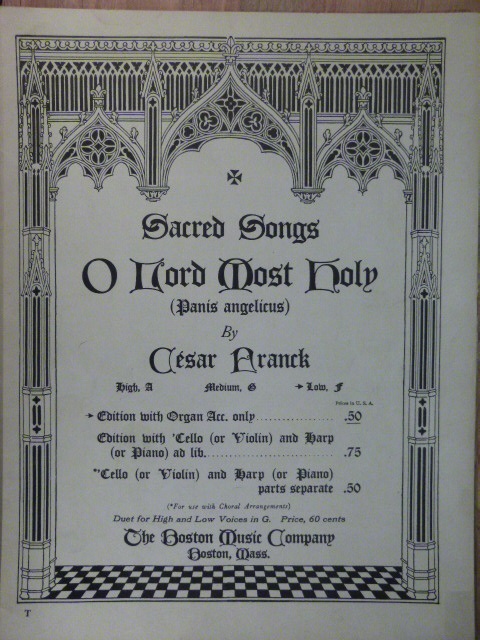 Sacred Songs
O Lord Most Holy
(Panis angelicus)
By
César Franck
High, A Medium, G → Low, F
Prices in U. S. A.
→ Edition with Organ Acc. only .................. .50
Edition with 'Cello (or Violin) and Harp
(or Piano) ad lib. .............................. .75
*'Cello (or Violin) and Harp (or Piano)
parts separate .50
(*For use with Choral Arrangements)
Duet for High and Low Voices in G. Price, 60 cents
The Boston Music Company
Boston, Mass.
T